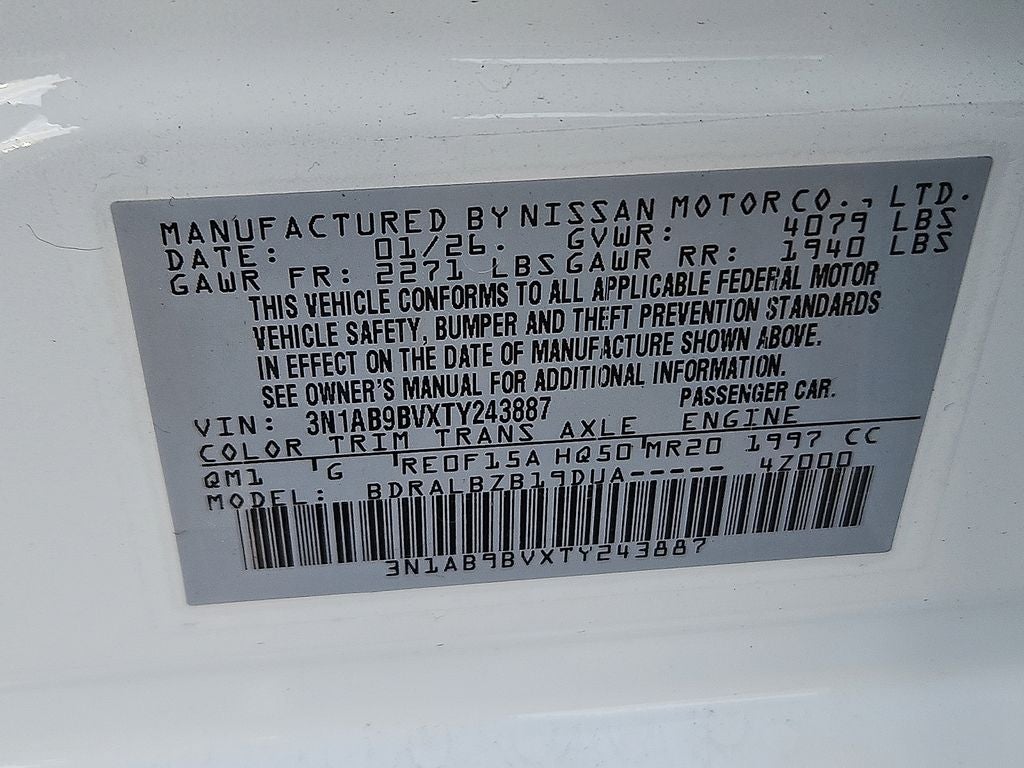 MANUFACTURED BY NISSAN MOTOR CO., LTD.
DATE: 01/26. GVWR: 4079 LBS
GAWR FR: 2271 LBS GAWR RR: 1940 LBS
THIS VEHICLE CONFORMS TO ALL APPLICABLE FEDERAL MOTOR
VEHICLE SAFETY, BUMPER AND THEFT PREVENTION STANDARDS
IN EFFECT ON THE DATE OF MANUFACTURE SHOWN ABOVE.
SEE OWNER'S MANUAL FOR ADDITIONAL INFORMATION.
VIN: 3N1AB9BVXTY243887 PASSENGER CAR.
COLOR TRIM TRANS AXLE ENGINE
QM1 G RE0F15A HQ50 MR20 1997 CC
MODEL: BDRALBZB19DUA----- 4Z000
3N1AB9BVXTY243887